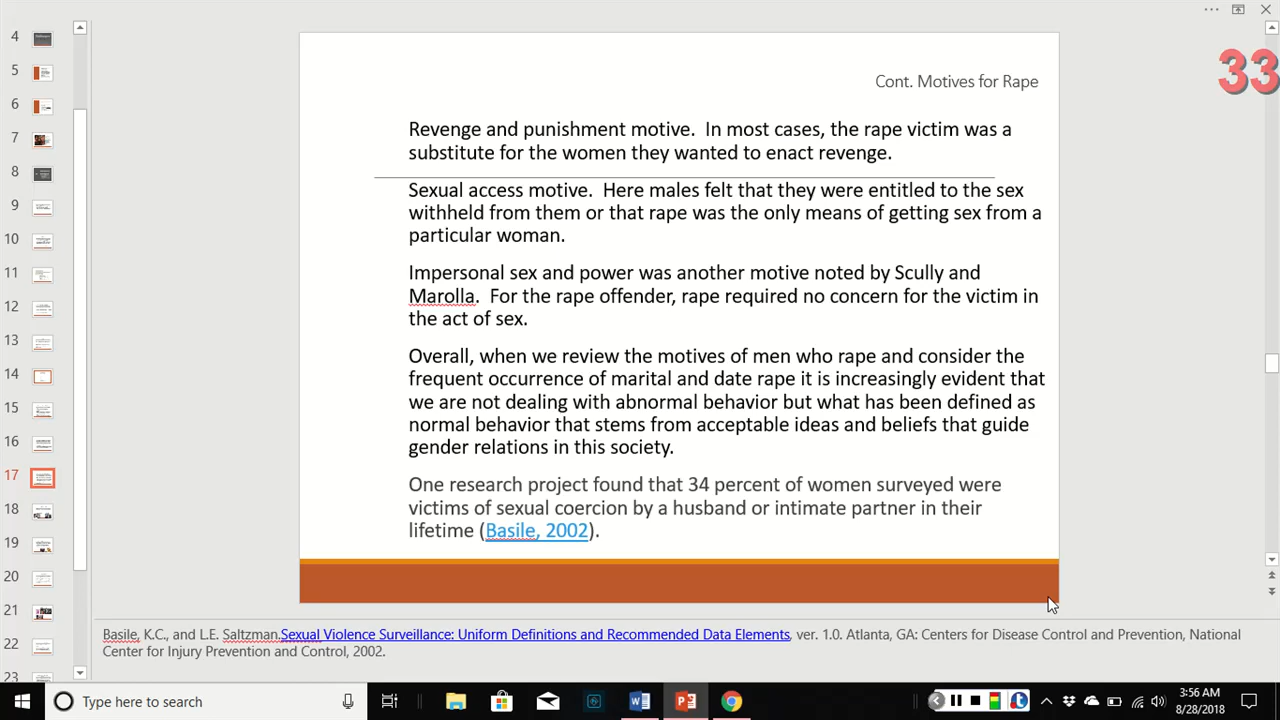 4
5
6
7
8
9
10
11
12
13
14
15
16
17
18
19
20
21
22
23
33
Cont. Motives for Rape
Revenge and punishment motive. In most cases, the rape victim was a
substitute for the women they wanted to enact revenge.
Sexual access motive. Here males felt that they were entitled to the sex
withheld from them or that rape was the only means of getting sex from a
particular woman.
Impersonal sex and power was another motive noted by Scully and
Marolla. For the rape offender, rape required no concern for the victim in
the act of sex.
Overall, when we review the motives of men who rape and consider the
frequent occurrence of marital and date rape it is increasingly evident that
we are not dealing with abnormal behavior but what has been defined as
normal behavior that stems from acceptable ideas and beliefs that guide
gender relations in this society.
One research project found that 34 percent of women surveyed were
victims of sexual coercion by a husband or intimate partner in their
lifetime (Basile, 2002).
Basile, K.C., and L.E. Saltzman.Sexual Violence Surveillance: Uniform Definitions and Recommended Data Elements, ver. 1.0. Atlanta, GA: Centers for Disease Control and Prevention, National
Center for Injury Prevention and Control, 2002.
Type here to search
3:56 AM
8/28/2018